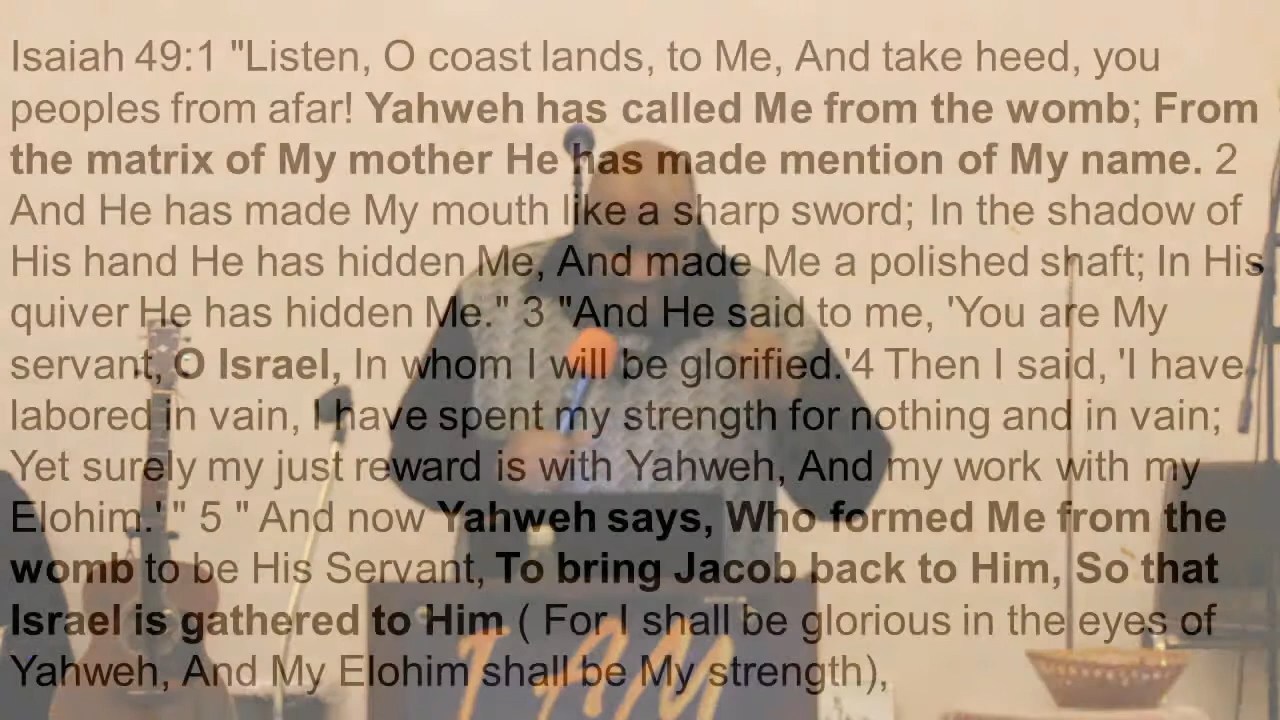 Isaiah 49:1 "Listen, O coast lands, to Me, And take heed, you
peoples from afar! Yahweh has called Me from the womb; From
the matrix of My mother He has made mention of My name. 2
And He has made My mouth like a sharp sword; In the shadow of
His hand He has hidden Me, And made Me a polished shaft; In His
quiver He has hidden Me." 3 "And He said to me, 'You are My
servant, O Israel, In whom I will be glorified.'4 Then I said, 'I have
labored in vain, I have spent my strength for nothing and in vain;
Yet surely my just reward is with Yahweh, And my work with my
Elohim.' " 5 " And now Yahweh says, Who formed Me from the
womb to be His Servant, To bring Jacob back to Him, So that
Israel is gathered to Him ( For I shall be glorious in the eyes of
Yahweh, And My Elohim shall be My strength),
I AM